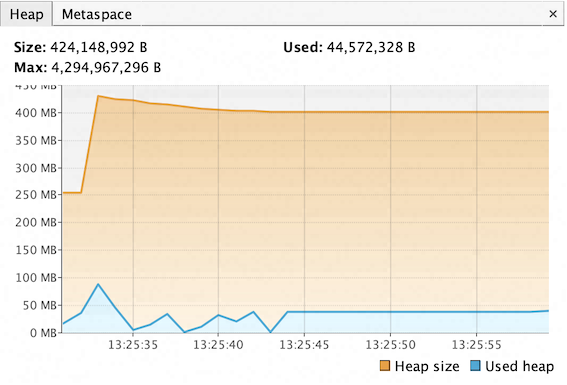 Heap Metaspace ×
Size: 424,148,992 B Used: 44,572,328 B
Max: 4,294,967,296 B
450 MB
400 MB
350 MB
300 MB
250 MB
200 MB
150 MB
100 MB
50 MB
0 MB
13:25:35 13:25:40 13:25:45 13:25:50 13:25:55
Heap size Used heap